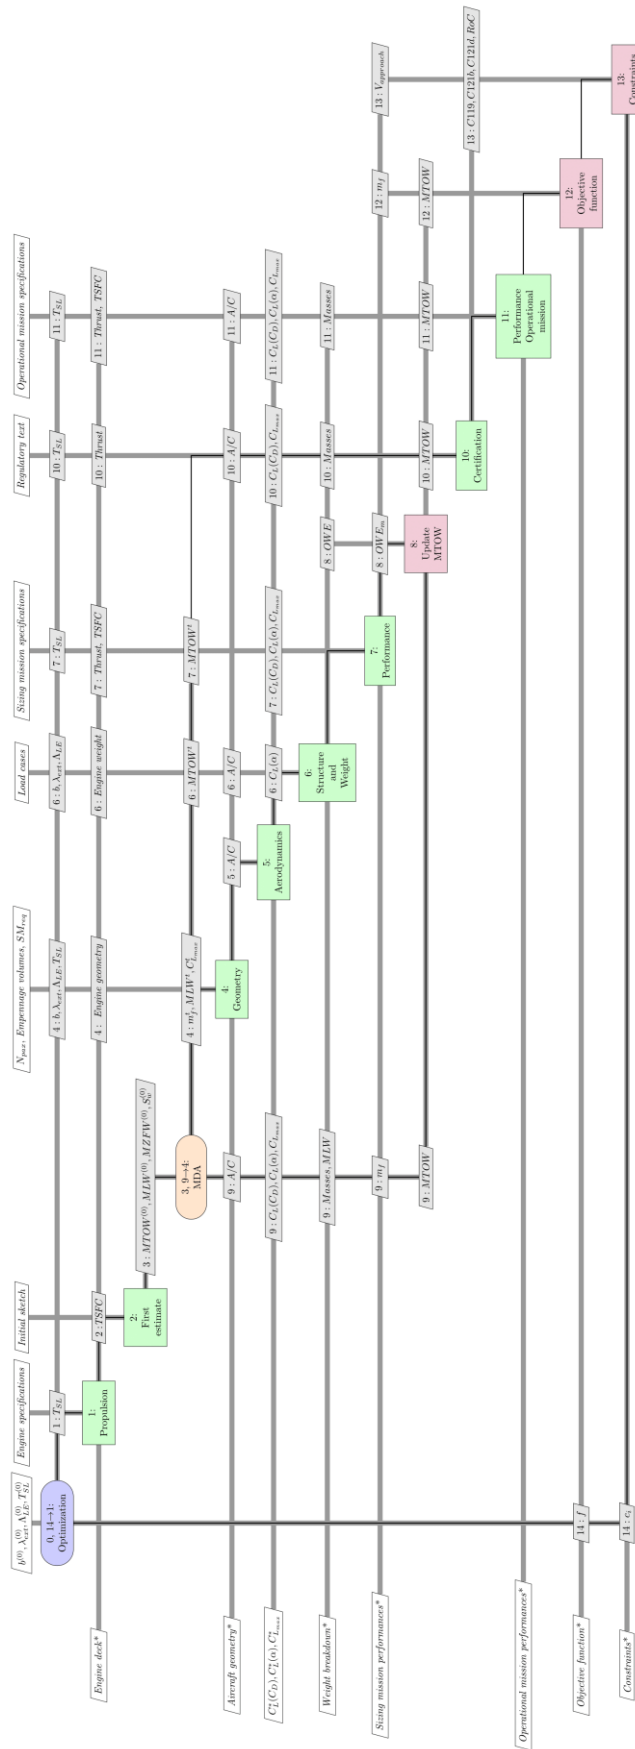 b⁽⁰⁾, λ_ext⁽⁰⁾, Λ_LE⁽⁰⁾, T_SL⁽⁰⁾
Engine specifications
Initial sketch
N_pax, Empennage volumes, SM_req
Load cases
Sizing mission specifications
Regulatory text
Operational mission specifications
0, 14→1:
Optimization
1 : T_SL
4 : b, λ_ext, Λ_LE, T_SL
6 : b, λ_ext, Λ_LE
7 : T_SL
10 : T_SL
11 : T_SL
Engine deck*
1:
Propulsion
2 : TSFC
4 : Engine geometry
6 : Engine weight
7 : Thrust, TSFC
10 : Thrust
11 : Thrust, TSFC
2:
First
estimate
3 : MTOW⁽⁰⁾, MLW⁽⁰⁾, MZFW⁽⁰⁾, S_w⁽⁰⁾
3, 9→4:
MDA
4 : m_f^t, MLW^t, C_Lmax^t
6 : MTOW^t
7 : MTOW^t
Aircraft geometry*
9 : A/C
4:
Geometry
5 : A/C
6 : A/C
10 : A/C
11 : A/C
C_L*(C_D), C_L*(α), C_Lmax*
9 : C_L(C_D), C_L(α), C_Lmax
5:
Aerodynamics
6 : C_L(α)
7 : C_L(C_D), C_L(α), C_Lmax
10 : C_L(C_D), C_L(α), C_Lmax
11 : C_L(C_D), C_L(α), C_Lmax
Weight breakdown*
9 : Masses, MLW
6:
Structure
and
Weight
8 : OWE
10 : Masses
11 : Masses
Sizing mission performances*
9 : m_f
7:
Performance
8 : OWE_m
12 : m_f
13 : V_approach
9 : MTOW
8:
Update
MTOW
10 : MTOW
11 : MTOW
12 : MTOW
10:
Certification
13 : C119, C121b, C121d, RoC
Operational mission performances*
11:
Performance
Operational
mission
Objective function*
14 : f
12:
Objective
function
Constraints*
14 : c_i
13:
Constraints